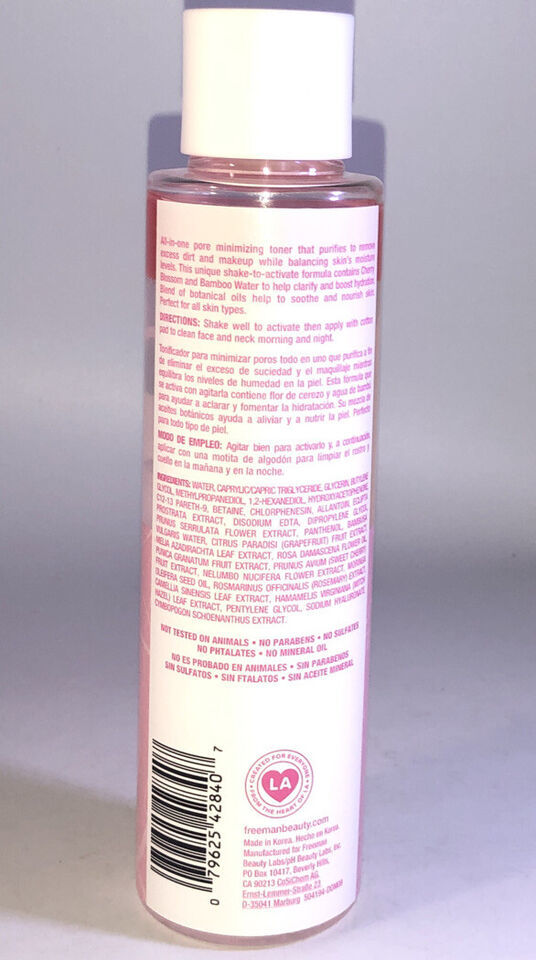 All-in-one pore minimizing toner that purifies to remove
excess dirt and makeup while balancing skin's moisture
levels. This unique shake-to-activate formula contains Cherry
Blossom and Bamboo Water to help clarify and boost hydration.
Blend of botanical oils help to soothe and nourish skin.
Perfect for all skin types.
DIRECTIONS: Shake well to activate then apply with cotton
pad to clean face and neck morning and night.
Tonificador para minimizar poros todo en uno que purifica a fin
de eliminar el exceso de suciedad y el maquillaje mientras
equilibra los niveles de humedad en la piel. Esta formula que
se activa con agitarla contiene flor de cerezo y agua de bambú
para ayudar a aclarar y fomentar la hidratación. Su mezcla de
aceites botánicos ayuda a aliviar y a nutrir la piel. Perfecto
para todo tipo de piel.
MODO DE EMPLEO: Agitar bien para activarlo y, a continuación,
aplicar con una motita de algodón para limpiar el rostro y
cuello en la mañana y en la noche.
INGREDIENTS: WATER, CAPRYLIC/CAPRIC TRIGLYCERIDE, GLYCERIN, BUTYLENE
GLYCOL, METHYLPROPANEDIOL, 1,2-HEXANEDIOL, HYDROXYACETOPHENONE,
C12-13 PARETH-9, BETAINE, CHLORPHENESIN, ALLANTOIN, ECLIPTA
PROSTRATA EXTRACT, DISODIUM EDTA, DIPROPYLENE GLYCOL,
PRUNUS SERRULATA FLOWER EXTRACT, PANTHENOL, BAMBUSA
VULGARIS WATER, CITRUS PARADISI (GRAPEFRUIT) FRUIT EXTRACT,
MELIA AZADIRACHTA LEAF EXTRACT, ROSA DAMASCENA FLOWER OIL,
PUNICA GRANATUM FRUIT EXTRACT, PRUNUS AVIUM (SWEET CHERRY)
FRUIT EXTRACT, NELUMBO NUCIFERA FLOWER EXTRACT, MORINGA
OLEIFERA SEED OIL, ROSMARINUS OFFICINALIS (ROSEMARY) EXTRACT,
CAMELLIA SINENSIS LEAF EXTRACT, HAMAMELIS VIRGINIANA (WITCH
HAZEL) LEAF EXTRACT, PENTYLENE GLYCOL, SODIUM HYALURONATE,
CYMBOPOGON SCHOENANTHUS EXTRACT.
NOT TESTED ON ANIMALS • NO PARABENS • NO SULFATES
NO PHTALATES • NO MINERAL OIL
NO ES PROBADO EN ANIMALES • SIN PARABENOS
SIN SULFATOS • SIN FTALATOS • SIN ACEITE MINERAL
0 79625 42840 7
CREATED FOR EVERYONE
LA
FROM THE HEART OF LA
freemanbeauty.com
Made in Korea. Hecho en Korea.
Manufactured for Freeman
Beauty Labs/pH Beauty Labs, Inc.
PO Box 10417, Beverly Hills,
CA 90213 CoSiChem AG.
Ernst-Lemmer-Straße 23
D-35041 Marburg